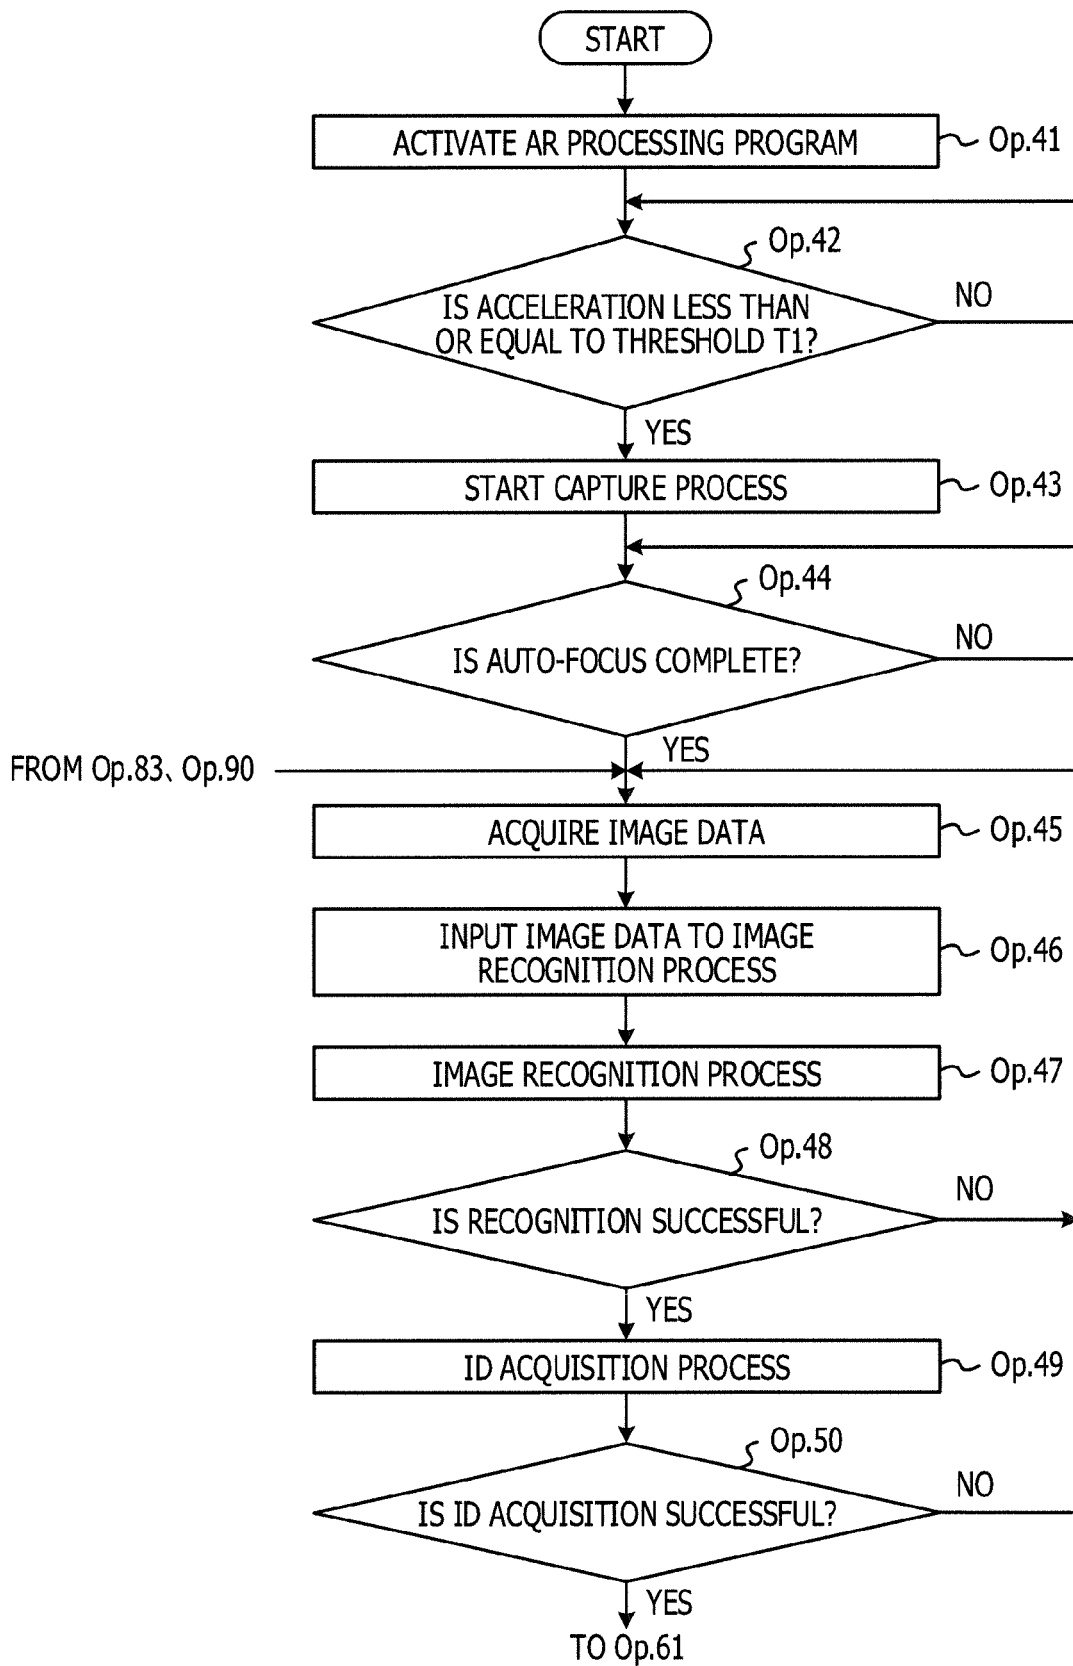 START
ACTIVATE AR PROCESSING PROGRAM
Op.41
Op.42
IS ACCELERATION LESS THAN
OR EQUAL TO THRESHOLD T1?
NO
YES
START CAPTURE PROCESS
Op.43
Op.44
IS AUTO-FOCUS COMPLETE?
NO
YES
FROM Op.83、Op.90
ACQUIRE IMAGE DATA
Op.45
INPUT IMAGE DATA TO IMAGE
RECOGNITION PROCESS
Op.46
IMAGE RECOGNITION PROCESS
Op.47
Op.48
IS RECOGNITION SUCCESSFUL?
NO
YES
ID ACQUISITION PROCESS
Op.49
Op.50
IS ID ACQUISITION SUCCESSFUL?
NO
YES
TO Op.61